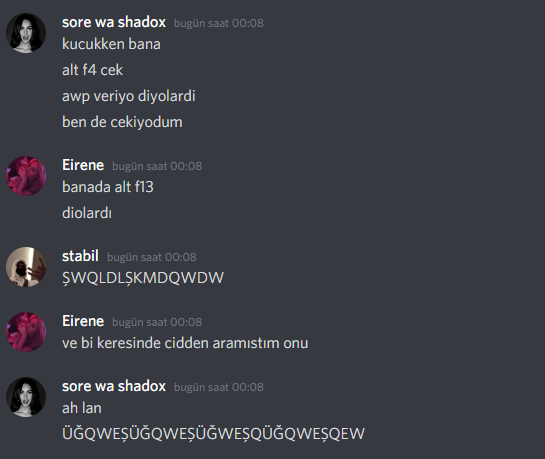 sore wa shadox bugün saat 00:08
kucukken bana
alt f4 cek
awp veriyo diyolardi
ben de cekiyodum
Eirene bugün saat 00:08
banada alt f13
diolardı
stabil bugün saat 00:08
ŞWQLDLŞKMDQWDW
Eirene bugün saat 00:08
ve bi keresinde cidden aramıstım onu
sore wa shadox bugün saat 00:08
ah lan
ÜĞQWEŞÜĞQWEŞÜĞWEŞQÜĞQWEŞQEW